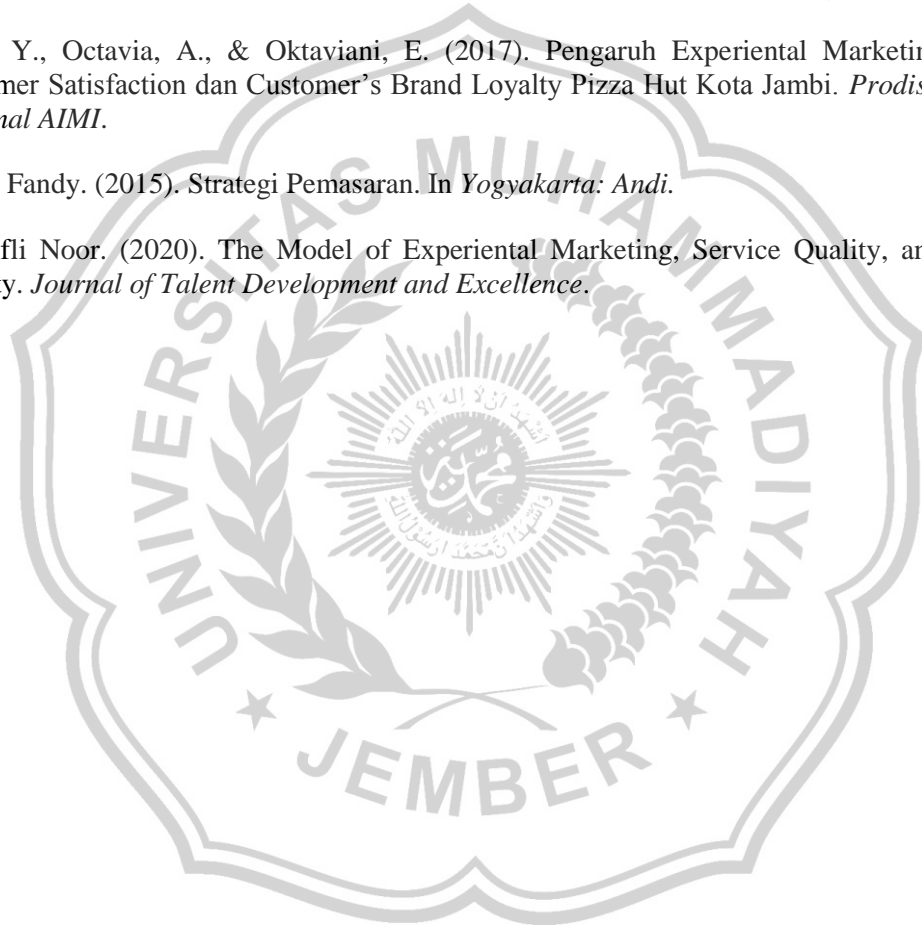 Y., Octavia, A., & Oktaviani, E. (2017). Pengaruh Experiental Marketin
mer Satisfaction dan Customer’s Brand Loyalty Pizza Hut Kota Jambi. Prodis
nal AIMI.
Fandy. (2015). Strategi Pemasaran. In Yogyakarta: Andi.
fli Noor. (2020). The Model of Experiental Marketing, Service Quality, an
y. Journal of Talent Development and Excellence.
UNIVERSITAS MUHAMMADIYAH
JEMBER